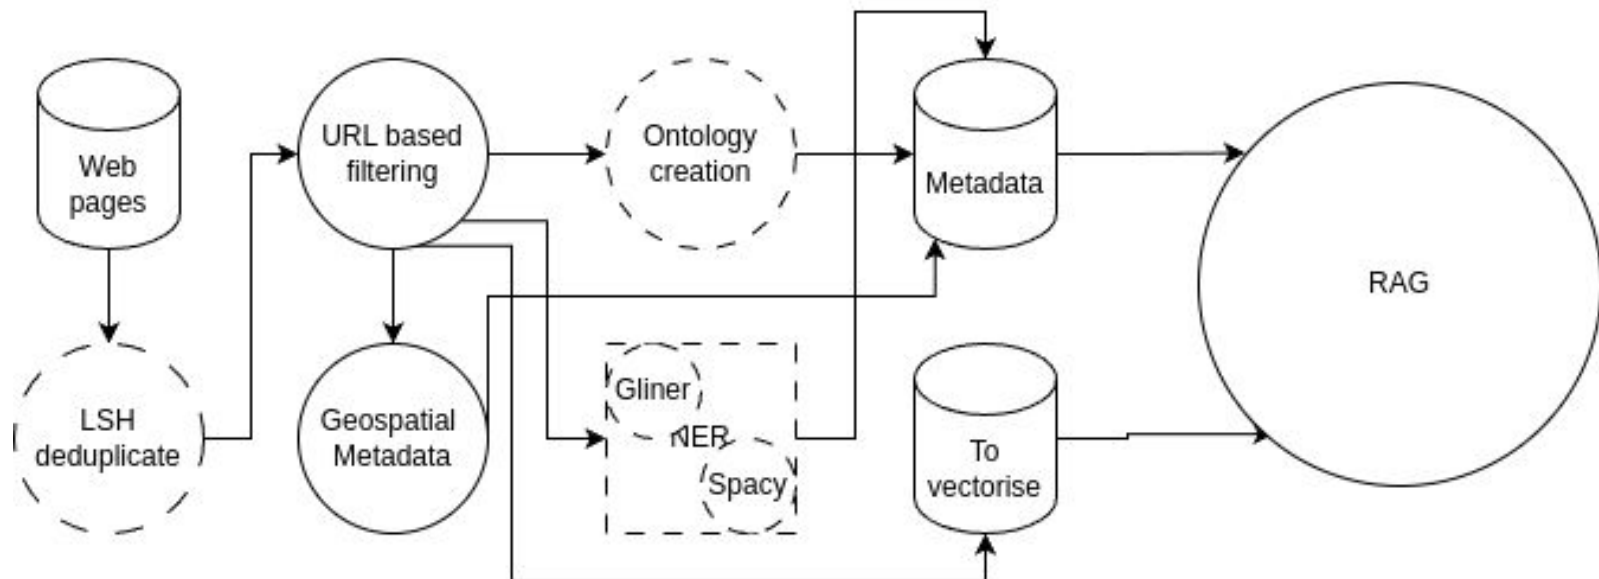 Web
pages
URL based
filtering
Ontology
creation
Metadata
RAG
LSH
deduplicate
Geospatial
Metadata
Gliner
NER
Spacy
To
vectorise